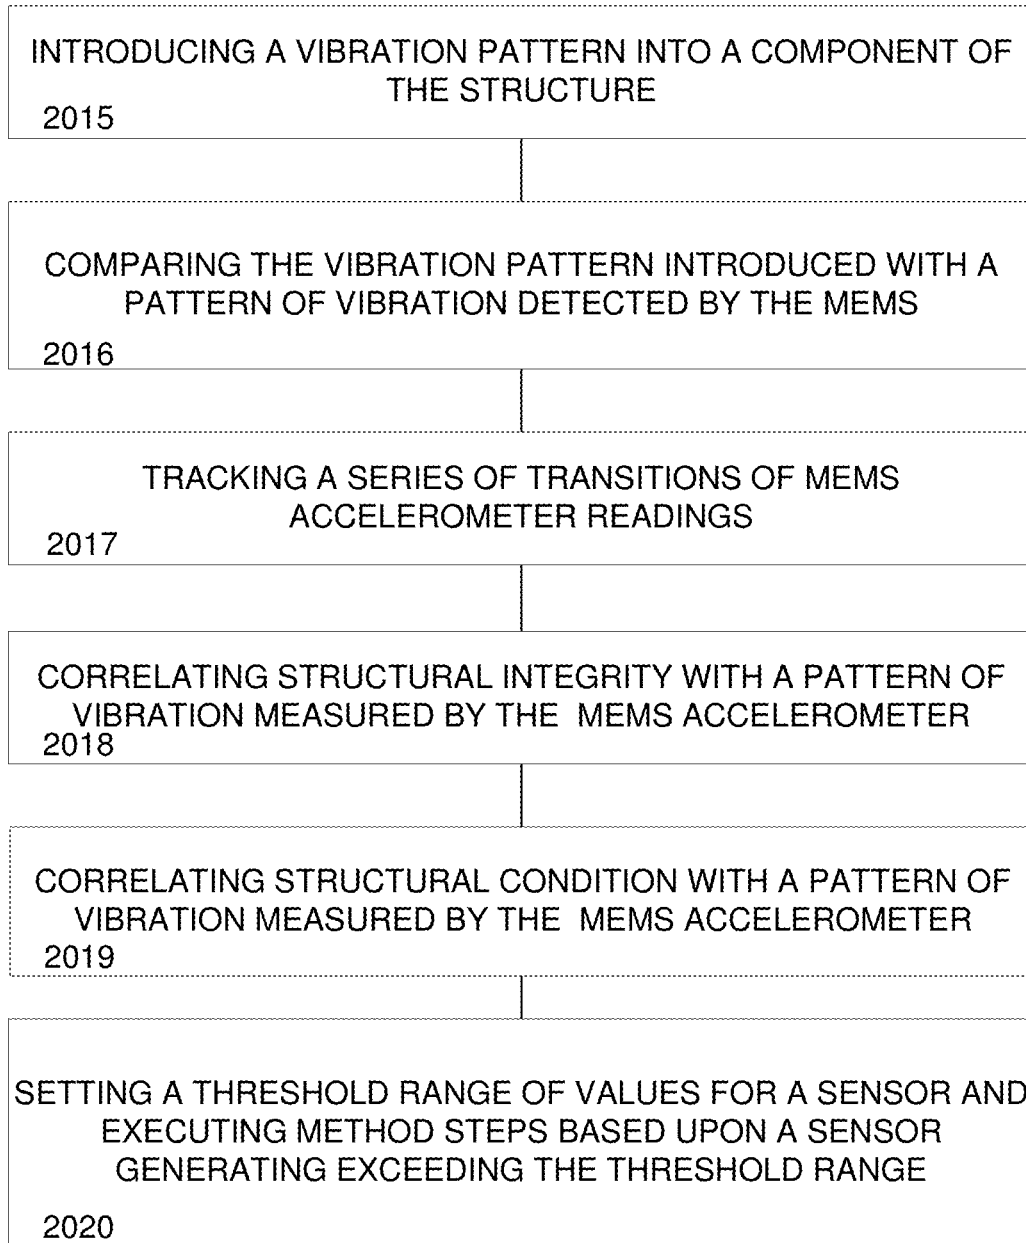 INTRODUCING A VIBRATION PATTERN INTO A COMPONENT OF
THE STRUCTURE
2015
COMPARING THE VIBRATION PATTERN INTRODUCED WITH A
PATTERN OF VIBRATION DETECTED BY THE MEMS
2016
TRACKING A SERIES OF TRANSITIONS OF MEMS
ACCELEROMETER READINGS
2017
CORRELATING STRUCTURAL INTEGRITY WITH A PATTERN OF
VIBRATION MEASURED BY THE MEMS ACCELEROMETER
2018
CORRELATING STRUCTURAL CONDITION WITH A PATTERN OF
VIBRATION MEASURED BY THE MEMS ACCELEROMETER
2019
SETTING A THRESHOLD RANGE OF VALUES FOR A SENSOR AND
EXECUTING METHOD STEPS BASED UPON A SENSOR
GENERATING EXCEEDING THE THRESHOLD RANGE
2020